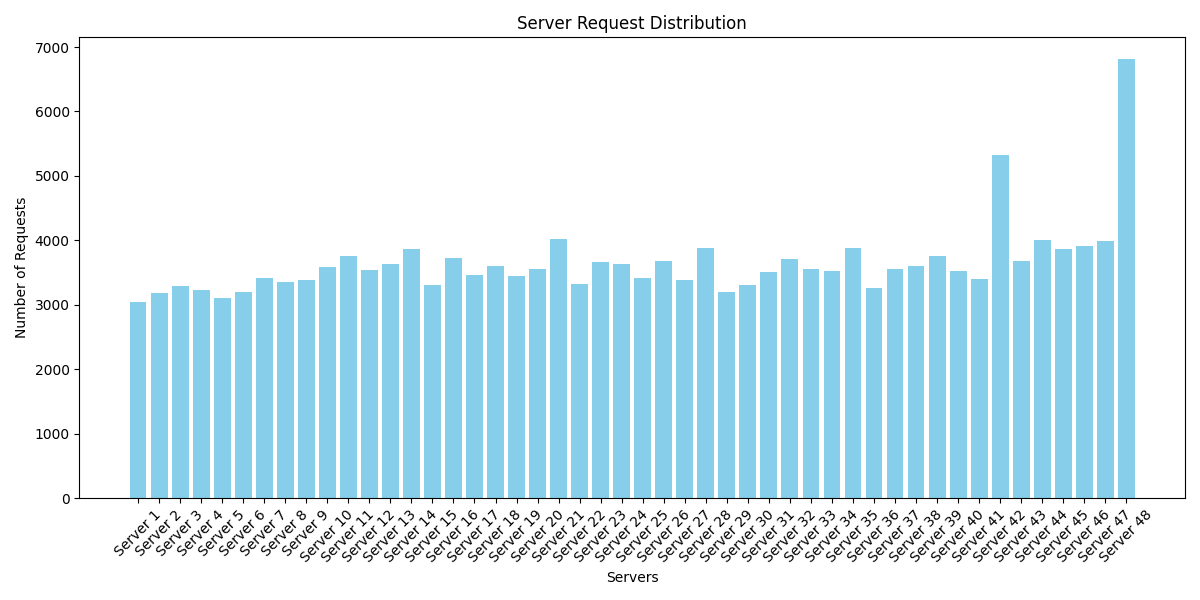 Server Request Distribution
Number of Requests
7000
6000
5000
4000
3000
2000
1000
0
Server 1
Server 2
Server 3
Server 4
Server 5
Server 6
Server 7
Server 8
Server 9
Server 10
Server 11
Server 12
Server 13
Server 14
Server 15
Server 16
Server 17
Server 18
Server 19
Server 20
Server 21
Server 22
Server 23
Server 24
Server 25
Server 26
Server 27
Server 28
Server 29
Server 30
Server 31
Server 32
Server 33
Server 34
Server 35
Server 36
Server 37
Server 38
Server 39
Server 40
Server 41
Server 42
Server 43
Server 44
Server 45
Server 46
Server 47
Server 48
Servers